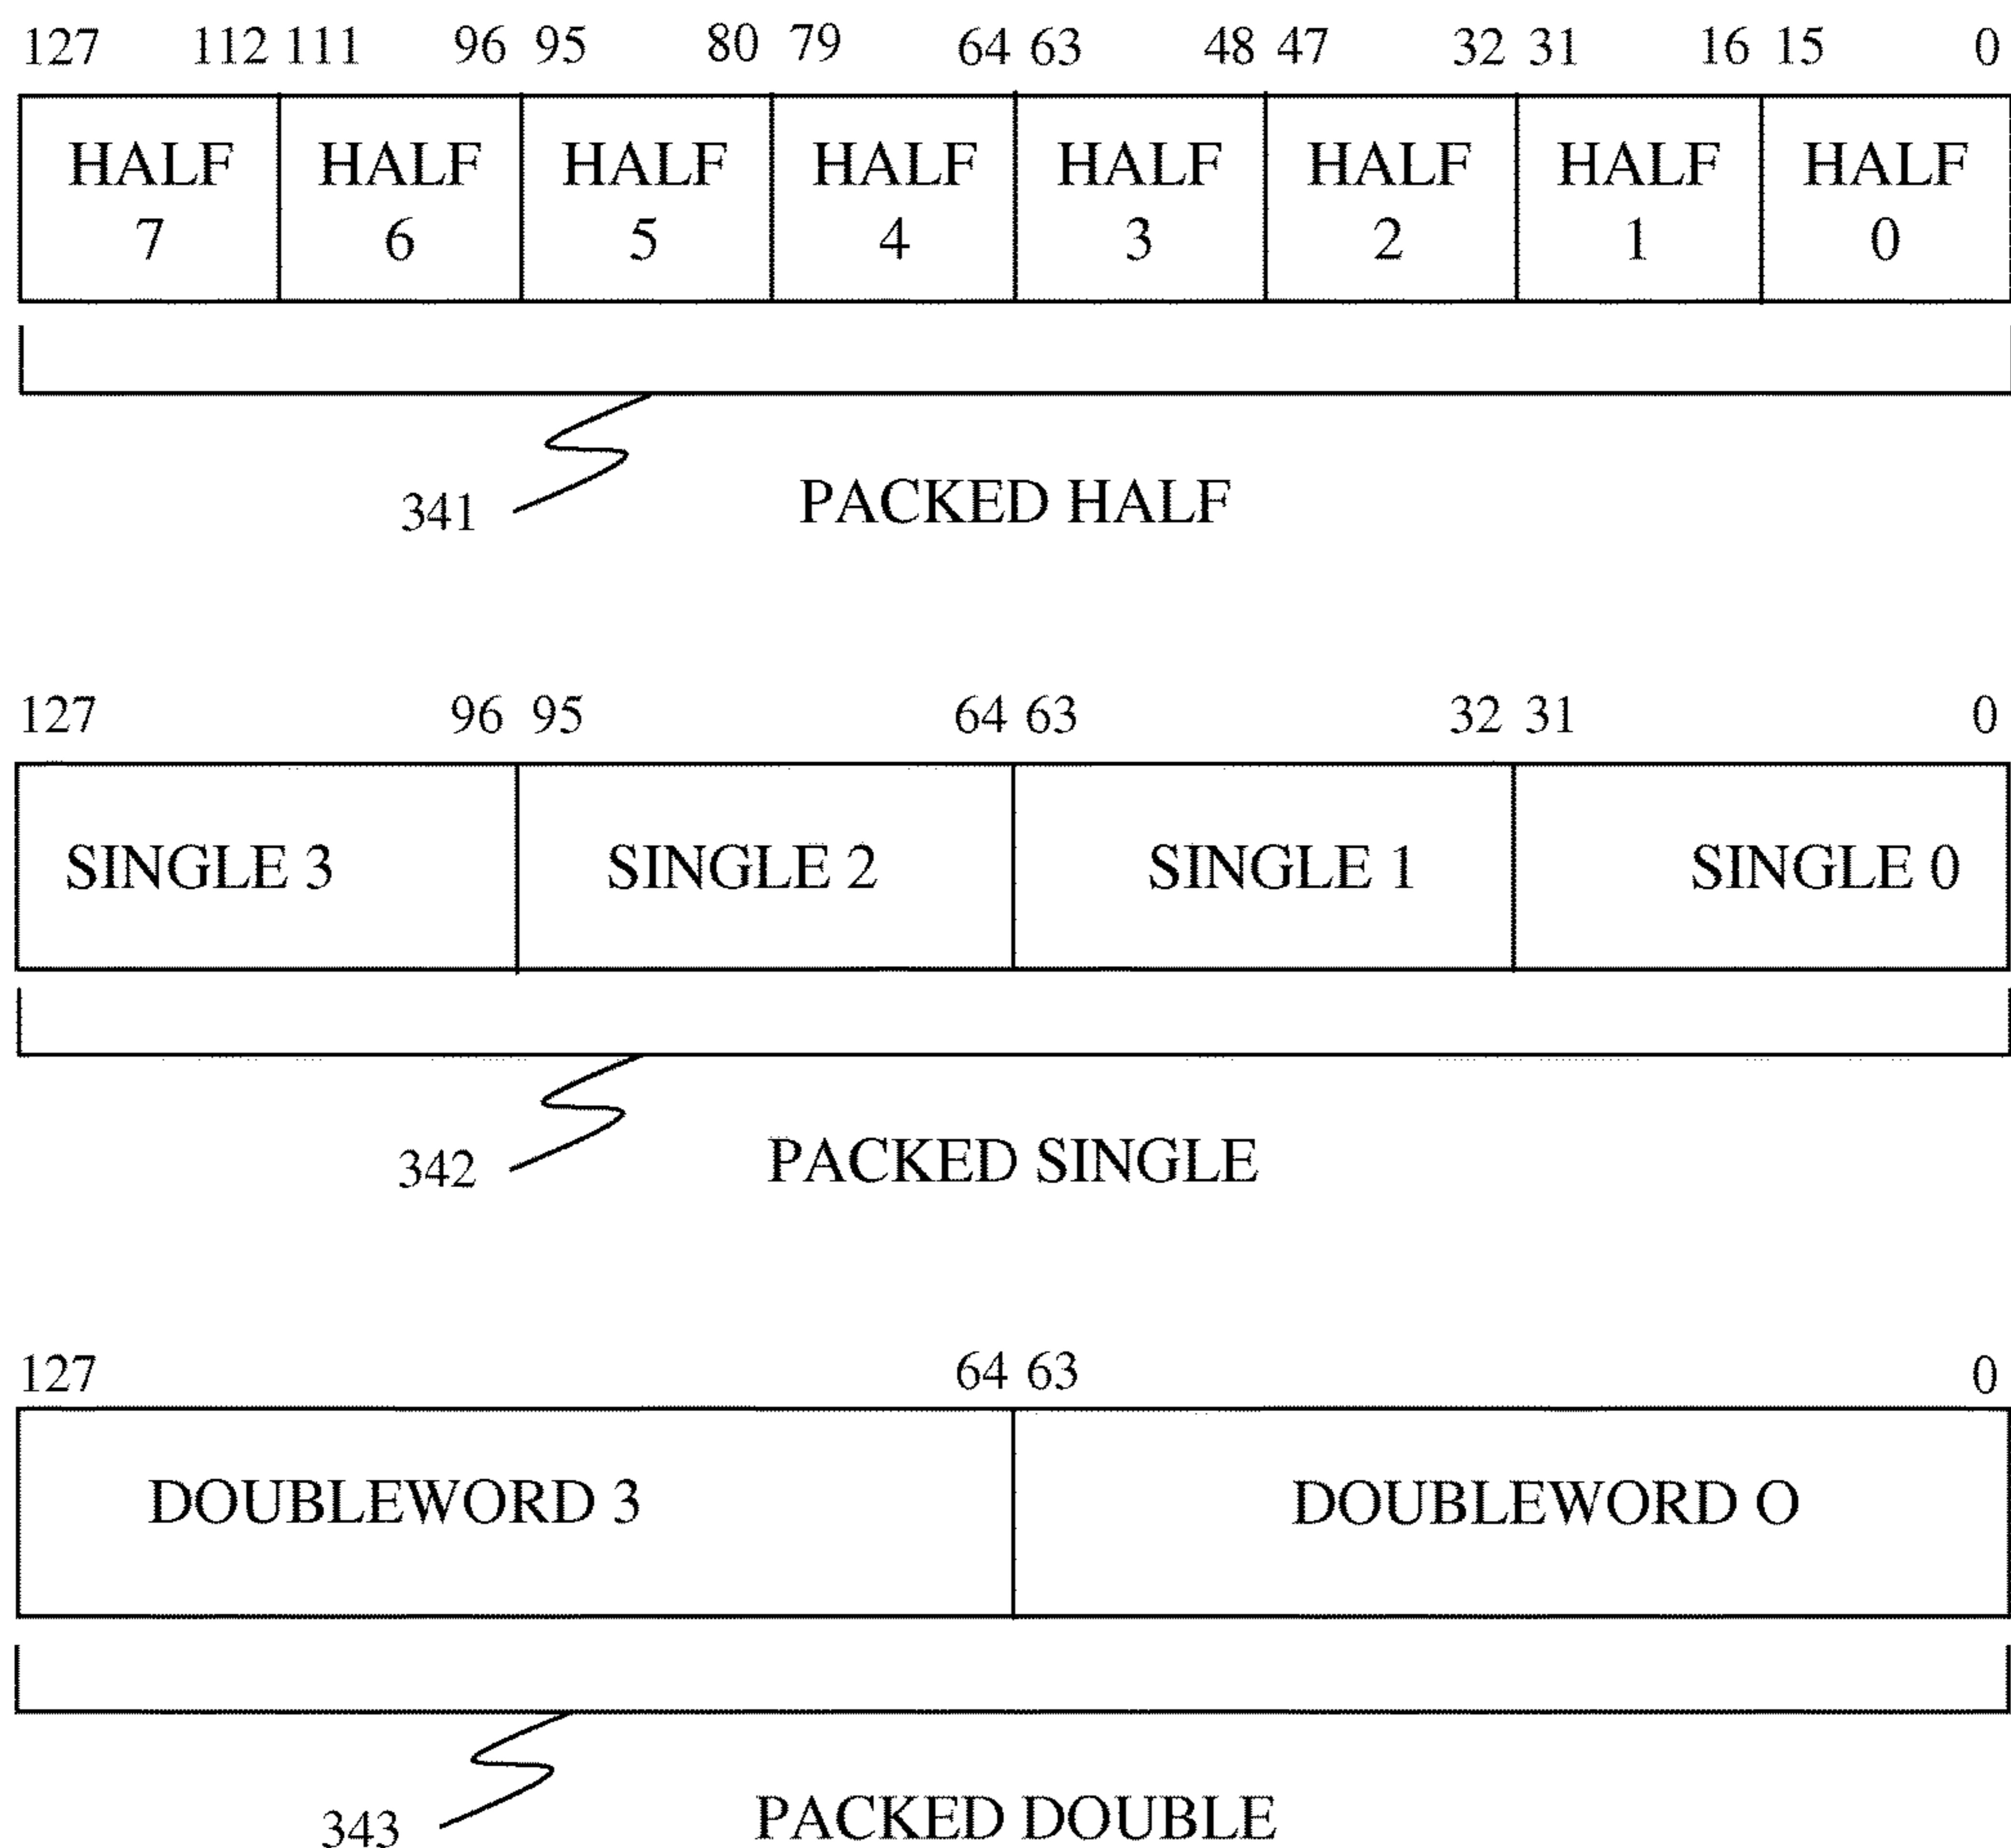 127 112 111 96 95 80 79 64 63 48 47 32 31 16 15 0
HALF HALF HALF HALF HALF HALF HALF HALF
7 6 5 4 3 2 1 0
341 PACKED HALF
127 96 95 64 63 32 31 0
SINGLE 3 SINGLE 2 SINGLE 1 SINGLE 0
342 PACKED SINGLE
127 64 63 0
DOUBLEWORD 3 DOUBLEWORD O
343 PACKED DOUBLE